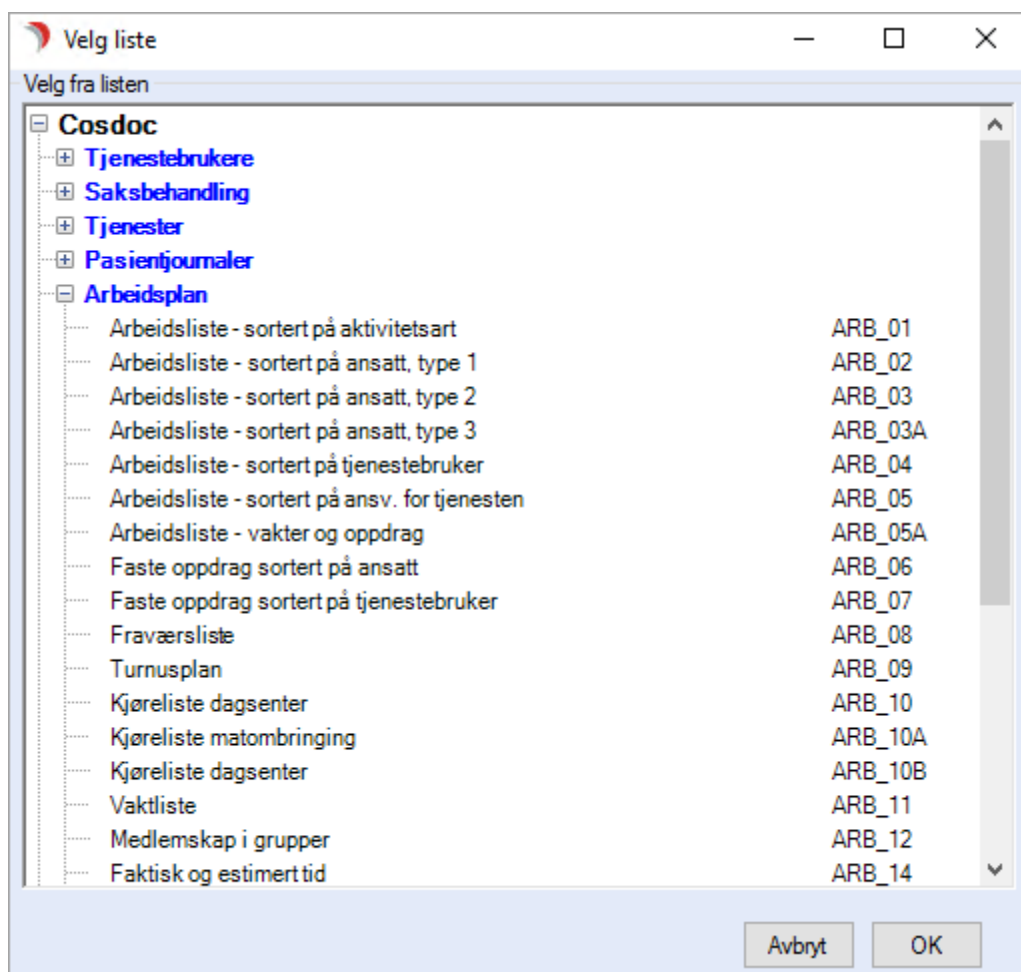 Velg liste
Velg fra listen
Cosdoc
Tjenestebrukere
Saksbehandling
Tjenester
Pasientjournaler
Arbeidsplan
Arbeidsliste - sortert på aktivitetsart ARB_01
Arbeidsliste - sortert på ansatt, type 1 ARB_02
Arbeidsliste - sortert på ansatt, type 2 ARB_03
Arbeidsliste - sortert på ansatt, type 3 ARB_03A
Arbeidsliste - sortert på tjenestebruker ARB_04
Arbeidsliste - sortert på ansv. for tjenesten ARB_05
Arbeidsliste - vakter og oppdrag ARB_05A
Faste oppdrag sortert på ansatt ARB_06
Faste oppdrag sortert på tjenestebruker ARB_07
Fraværsliste ARB_08
Turnusplan ARB_09
Kjøreliste dagsenter ARB_10
Kjøreliste matombringing ARB_10A
Kjøreliste dagsenter ARB_10B
Vaktliste ARB_11
Medlemskap i grupper ARB_12
Faktisk og estimert tid ARB_14
Avbryt OK